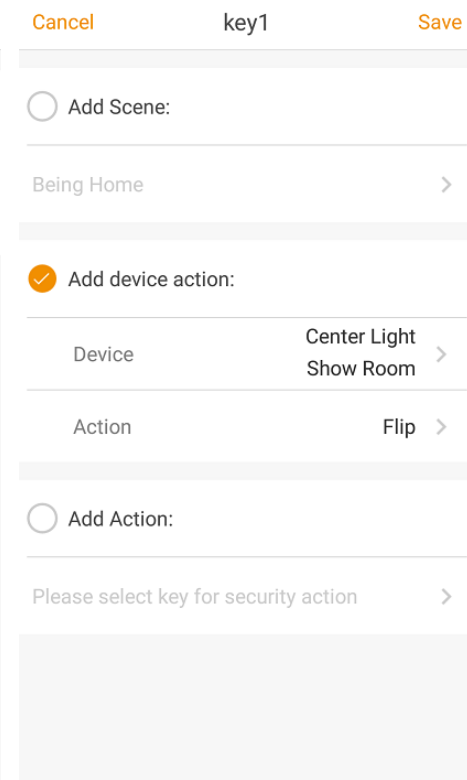 Cancel key1 Save
Add Scene:
Being Home
Add device action:
Center Light
Device
Show Room
Action Flip
Add Action:
Please select key for security action